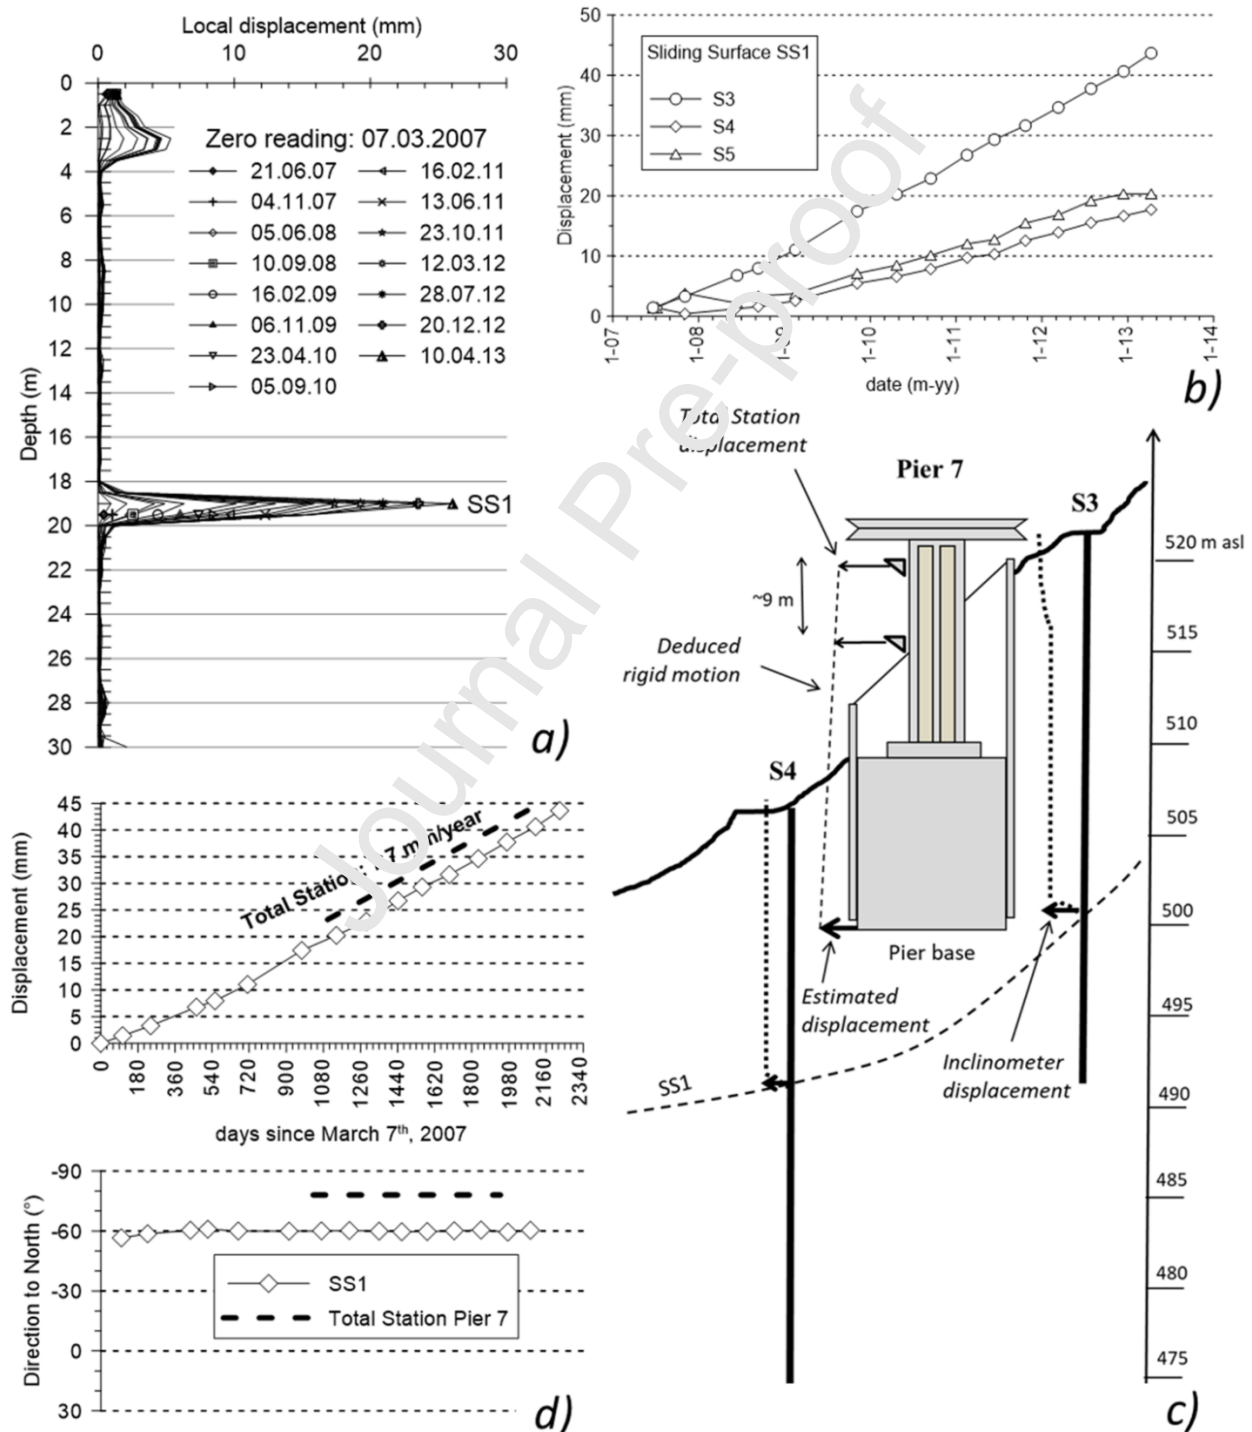 Local displacement (mm)
0 10 20 30
0
2
4
6
8
10
12
14
16
18
20
22
24
26
28
30
Depth (m)
Zero reading: 07.03.2007
21.06.07 16.02.11
04.11.07 13.06.11
05.06.08 23.10.11
10.09.08 12.03.12
16.02.09 28.07.12
06.11.09 20.12.12
23.04.10 10.04.13
05.09.10
SS1
a)
50
40
30
20
10
0
Displacement (mm)
Sliding Surface SS1
S3
S4
S5
1-07 1-08 1-09 1-10 1-11 1-12 1-13 1-14
date (m-yy)
b)
Journal Pre-proof
Total Station
displacement
Pier 7
S3
520 m asl
~9 m
515
Deduced
rigid motion
510
S4
505
500
Pier base
Estimated
displacement
495
Inclinometer
displacement
SS1
490
485
480
475
c)
45
40
35
30
25
20
15
10
5
0
Displacement (mm)
Total Station: 7 mm/year
0 180 360 540 720 900 1080 1260 1440 1620 1800 1980 2160 2340
days since March 7th, 2007
-90
-60
-30
0
30
Direction to North (°)
SS1
Total Station Pier 7
d)